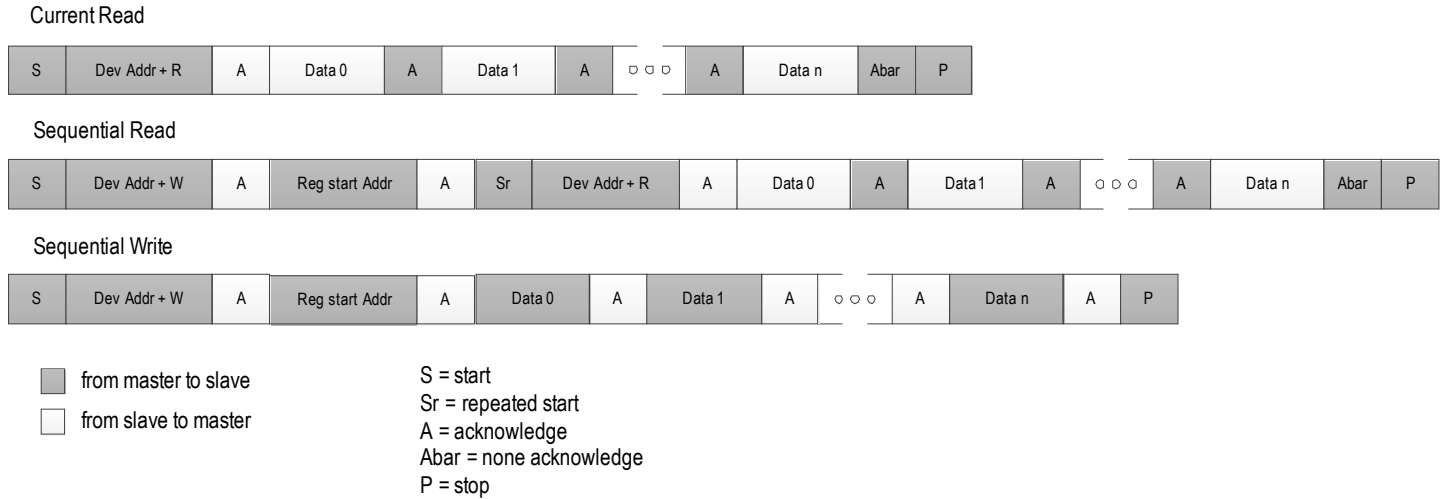 Current Read
S Dev Addr + R A Data 0 A Data 1 A A Data n Abar P
Sequential Read
S Dev Addr + W A Reg start Addr A Sr Dev Addr + R A Data 0 A Data 1 A A Data n Abar P
Sequential Write
S Dev Addr + W A Reg start Addr A Data 0 A Data 1 A A Data n A P
from master to slave
from slave to master
S = start
Sr = repeated start
A = acknowledge
Abar = none acknowledge
P = stop